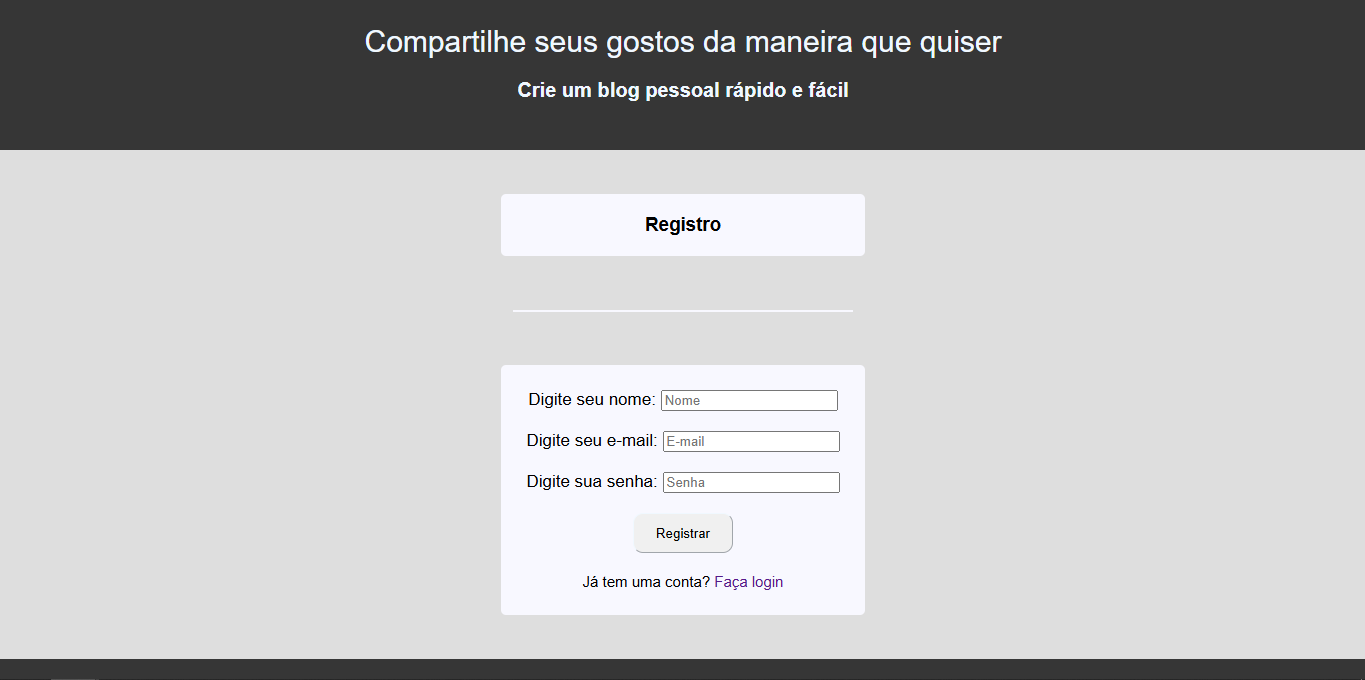 Compartilhe seus gostos da maneira que quiser
Crie um blog pessoal rápido e fácil
Registro
Digite seu nome: Nome
Digite seu e-mail: E-mail
Digite sua senha: Senha
Registrar
Já tem uma conta? Faça login